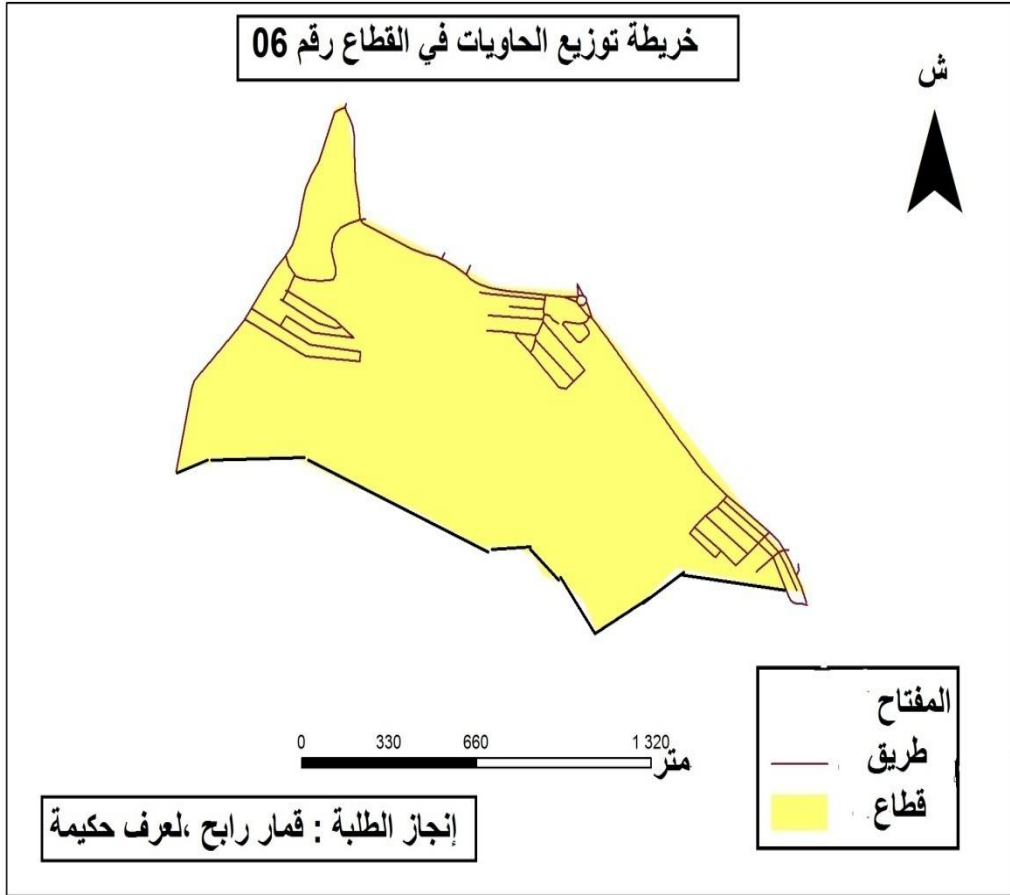 خريطة توزيع الحاويات في القطاع رقم 06
ش
0 330 660 1 320
متر
المفتاح
طريق
قطاع
إنجاز الطلبة : قمار رابح ،لعرف حكيمة